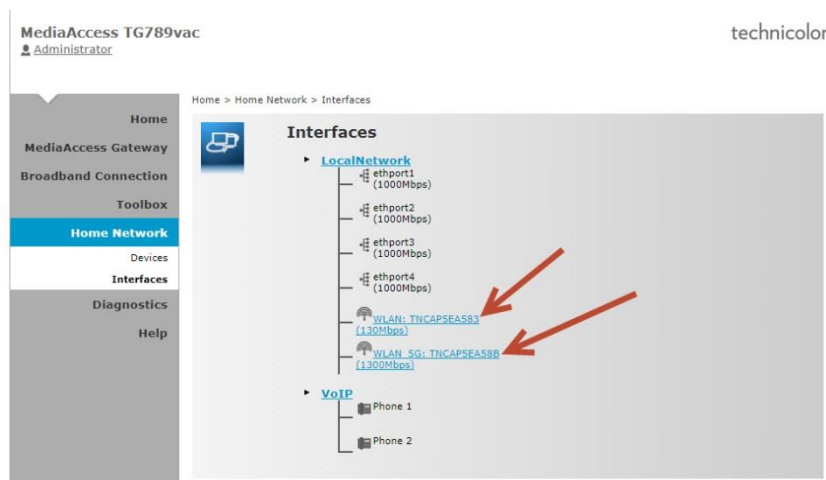 MediaAccess TG789vac
technicolor
Administrator
Home > Home Network > Interfaces
Home
MediaAccess Gateway
Broadband Connection
Toolbox
Home Network
Devices
Interfaces
Diagnostics
Help
Interfaces
LocalNetwork
ethport1
(1000Mbps)
ethport2
(1000Mbps)
ethport3
(1000Mbps)
ethport4
(1000Mbps)
WLAN: TNCAP5EA583
(130Mbps)
WLAN_5G: TNCAP5EA58B
(1300Mbps)
VoIP
Phone 1
Phone 2